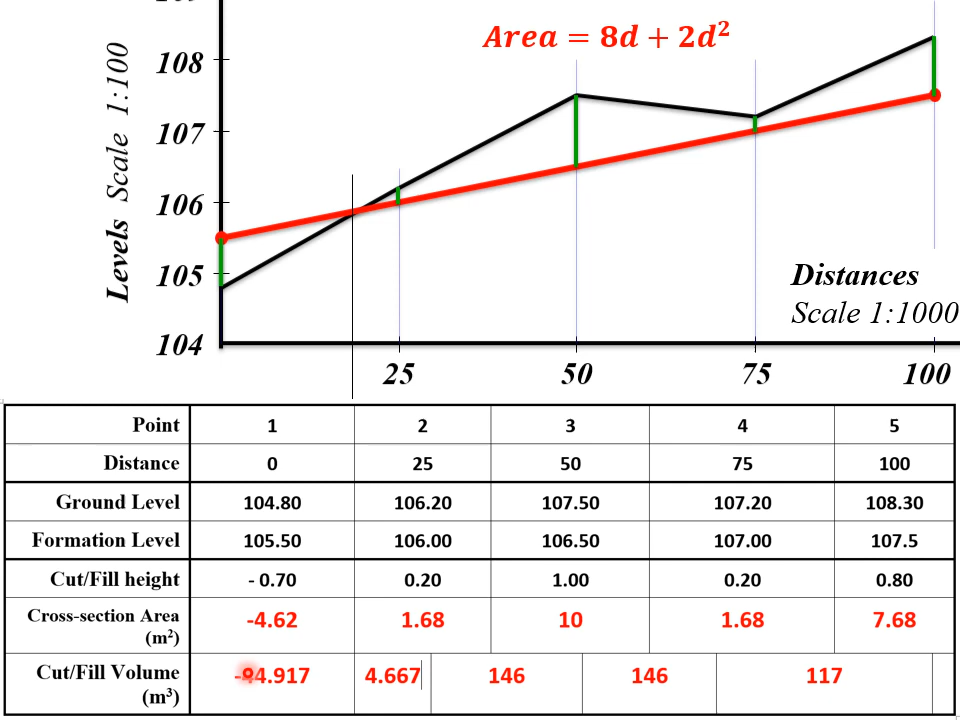 Area = 8d + 2d²
108
107
106
105
104
Levels Scale 1:100
Distances
Scale 1:1000
25 50 75 100
Point 1 2 3 4 5
Distance 0 25 50 75 100
Ground Level 104.80 106.20 107.50 107.20 108.30
Formation Level 105.50 106.00 106.50 107.00 107.5
Cut/Fill height - 0.70 0.20 1.00 0.20 0.80
Cross-section Area -4.62 1.68 10 1.68 7.68
(m²)
Cut/Fill Volume -44.917 4.667 146 146 117
(m³)